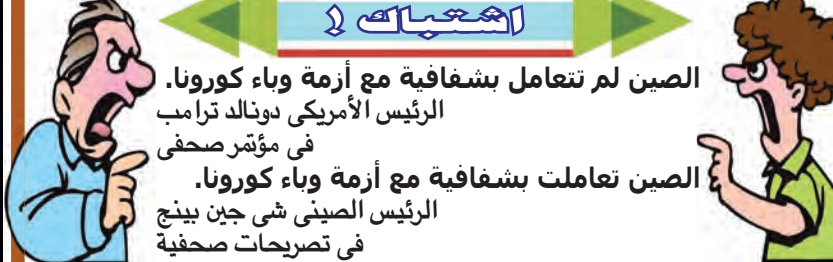 اشتباك !
الصين لم تتعامل بشفافية مع أزمة وباء كورونا.
الرئيس الأمريكى دونالد ترامب
فى مؤتمر صحفى
الصين تعاملت بشفافية مع أزمة وباء كورونا.
الرئيس الصينى شى جين بينج
فى تصريحات صحفية